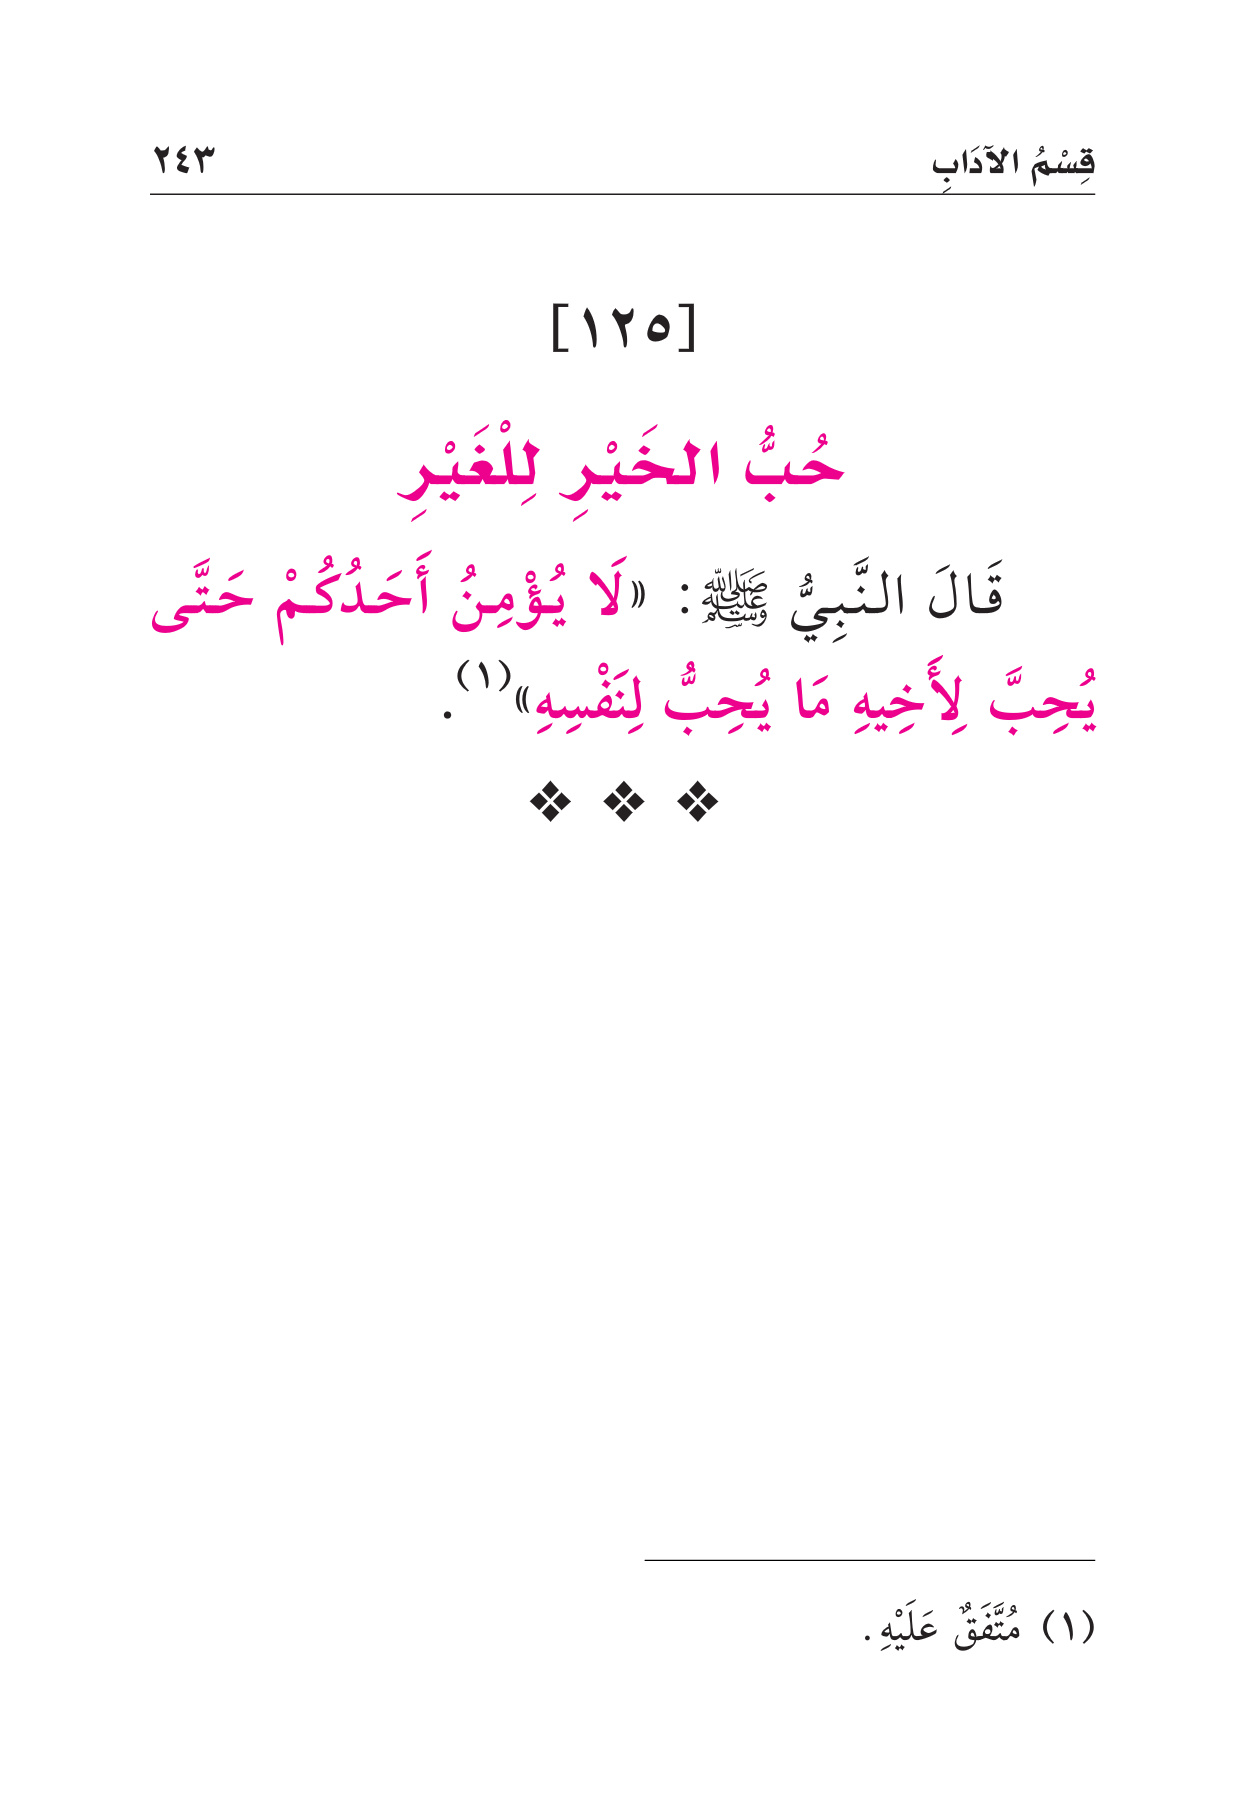 قِسْمُ الآدَابِ ٢٤٣
[١٢٥]
حُبُّ الخَيْرِ لِلْغَيْرِ
قَالَ النَّبِيُّ ﷺ: «لَا يُؤْمِنُ أَحَدُكُمْ حَتَّى
يُحِبَّ لِأَخِيهِ مَا يُحِبُّ لِنَفْسِهِ»(١).
(١) مُتَّفَقٌ عَلَيْهِ.